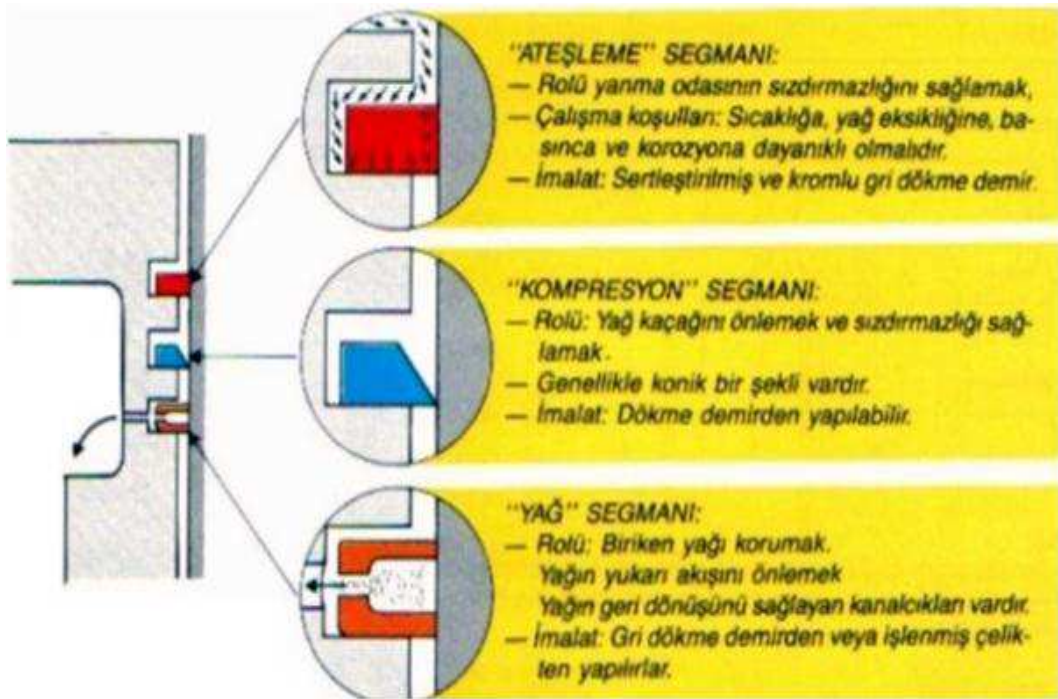 "ATEŞLEME" SEGMANI:
— Rolü yanma odasının sızdırmazlığını sağlamak,
— Çalışma koşulları: Sıcaklığa, yağ eksikliğine, ba-
sınca ve korozyona dayanıklı olmalıdır.
— İmalat: Sertleştirilmiş ve kromlu gri dökme demir.
"KOMPRESYON" SEGMANI:
— Rolü: Yağ kaçağını önlemek ve sızdırmazlığı sağ-
lamak.
— Genellikle konik bir şekli vardır.
— İmalat: Dökme demirden yapılabilir.
"YAĞ" SEGMANI:
— Rolü: Biriken yağı korumak.
Yağın yukarı akışını önlemek
Yağın geri dönüşünü sağlayan kanalcıkları vardır.
— İmalat: Gri dökme demirden veya işlenmiş çelik-
ten yapılırlar.